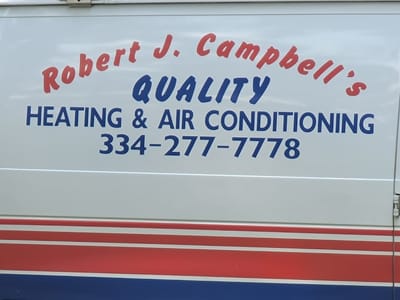 Robert J. Campbell's
QUALITY
HEATING & AIR CONDITIONING
334-277-7778